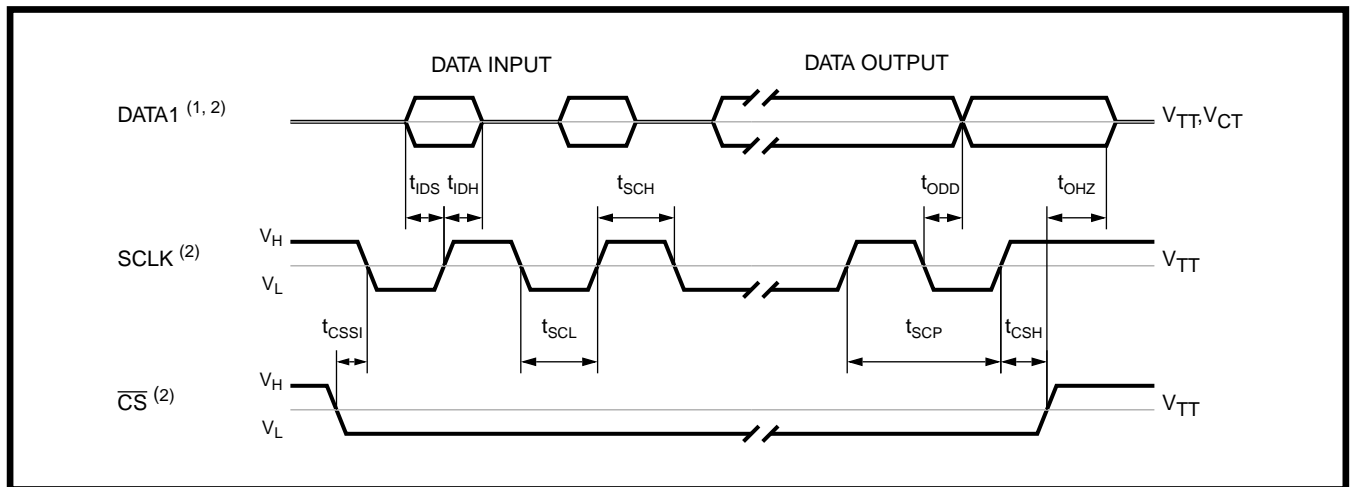 DATA INPUT DATA OUTPUT
DATA1 (1, 2) VTT,VCT
tIDS tIDH tSCH tODD tOHZ
VH
SCLK (2) VTT
VL
tCSSI tSCL tSCP tCSH
VH
CS (2) VTT
VL